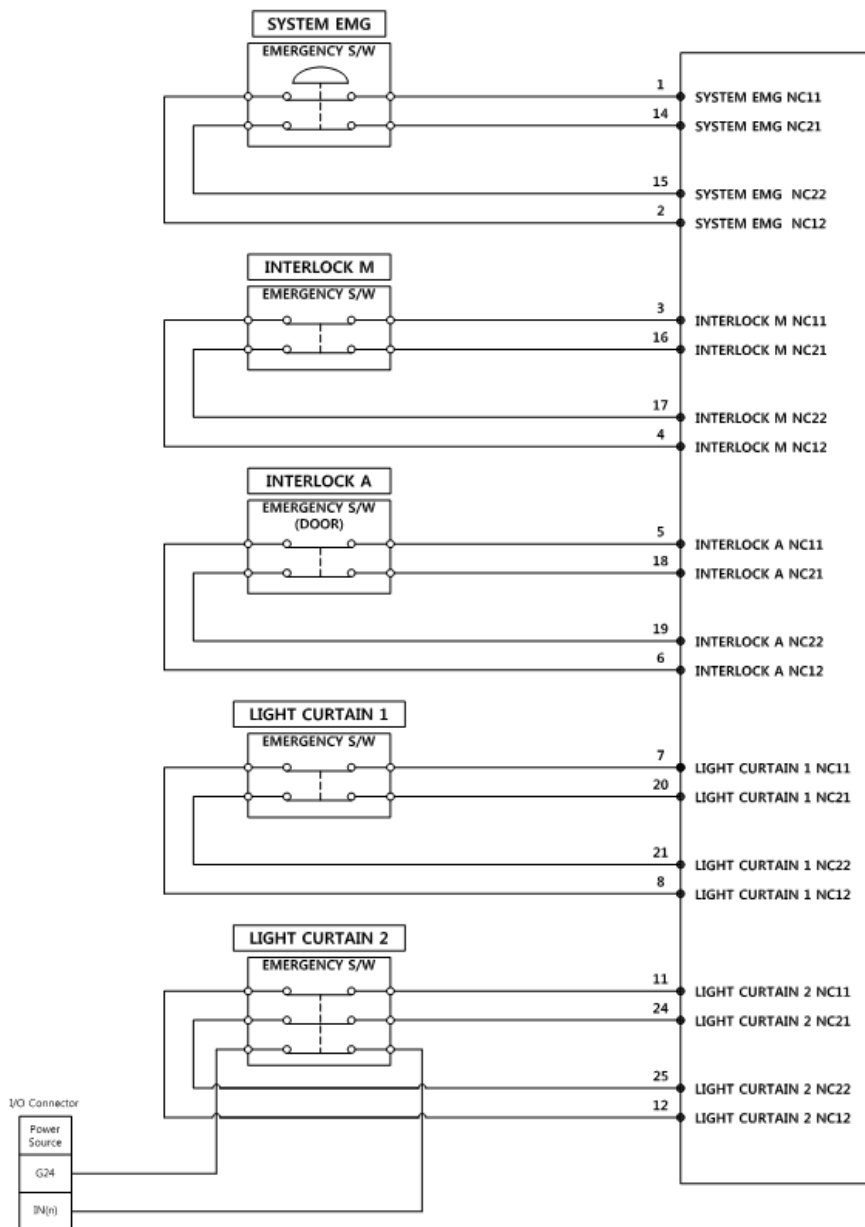 SYSTEM EMG
EMERGENCY S/W
1
SYSTEM EMG NC11
14
SYSTEM EMG NC21
15
SYSTEM EMG NC22
2
SYSTEM EMG NC12
INTERLOCK M
EMERGENCY S/W
3
INTERLOCK M NC11
16
INTERLOCK M NC21
17
INTERLOCK M NC22
4
INTERLOCK M NC12
INTERLOCK A
EMERGENCY S/W
(DOOR)
5
INTERLOCK A NC11
18
INTERLOCK A NC21
19
INTERLOCK A NC22
6
INTERLOCK A NC12
LIGHT CURTAIN 1
EMERGENCY S/W
7
LIGHT CURTAIN 1 NC11
20
LIGHT CURTAIN 1 NC21
21
LIGHT CURTAIN 1 NC22
8
LIGHT CURTAIN 1 NC12
LIGHT CURTAIN 2
EMERGENCY S/W
11
LIGHT CURTAIN 2 NC11
24
LIGHT CURTAIN 2 NC21
25
LIGHT CURTAIN 2 NC22
12
LIGHT CURTAIN 2 NC12
I/O Connector
Power
Source
G24
IN(n)